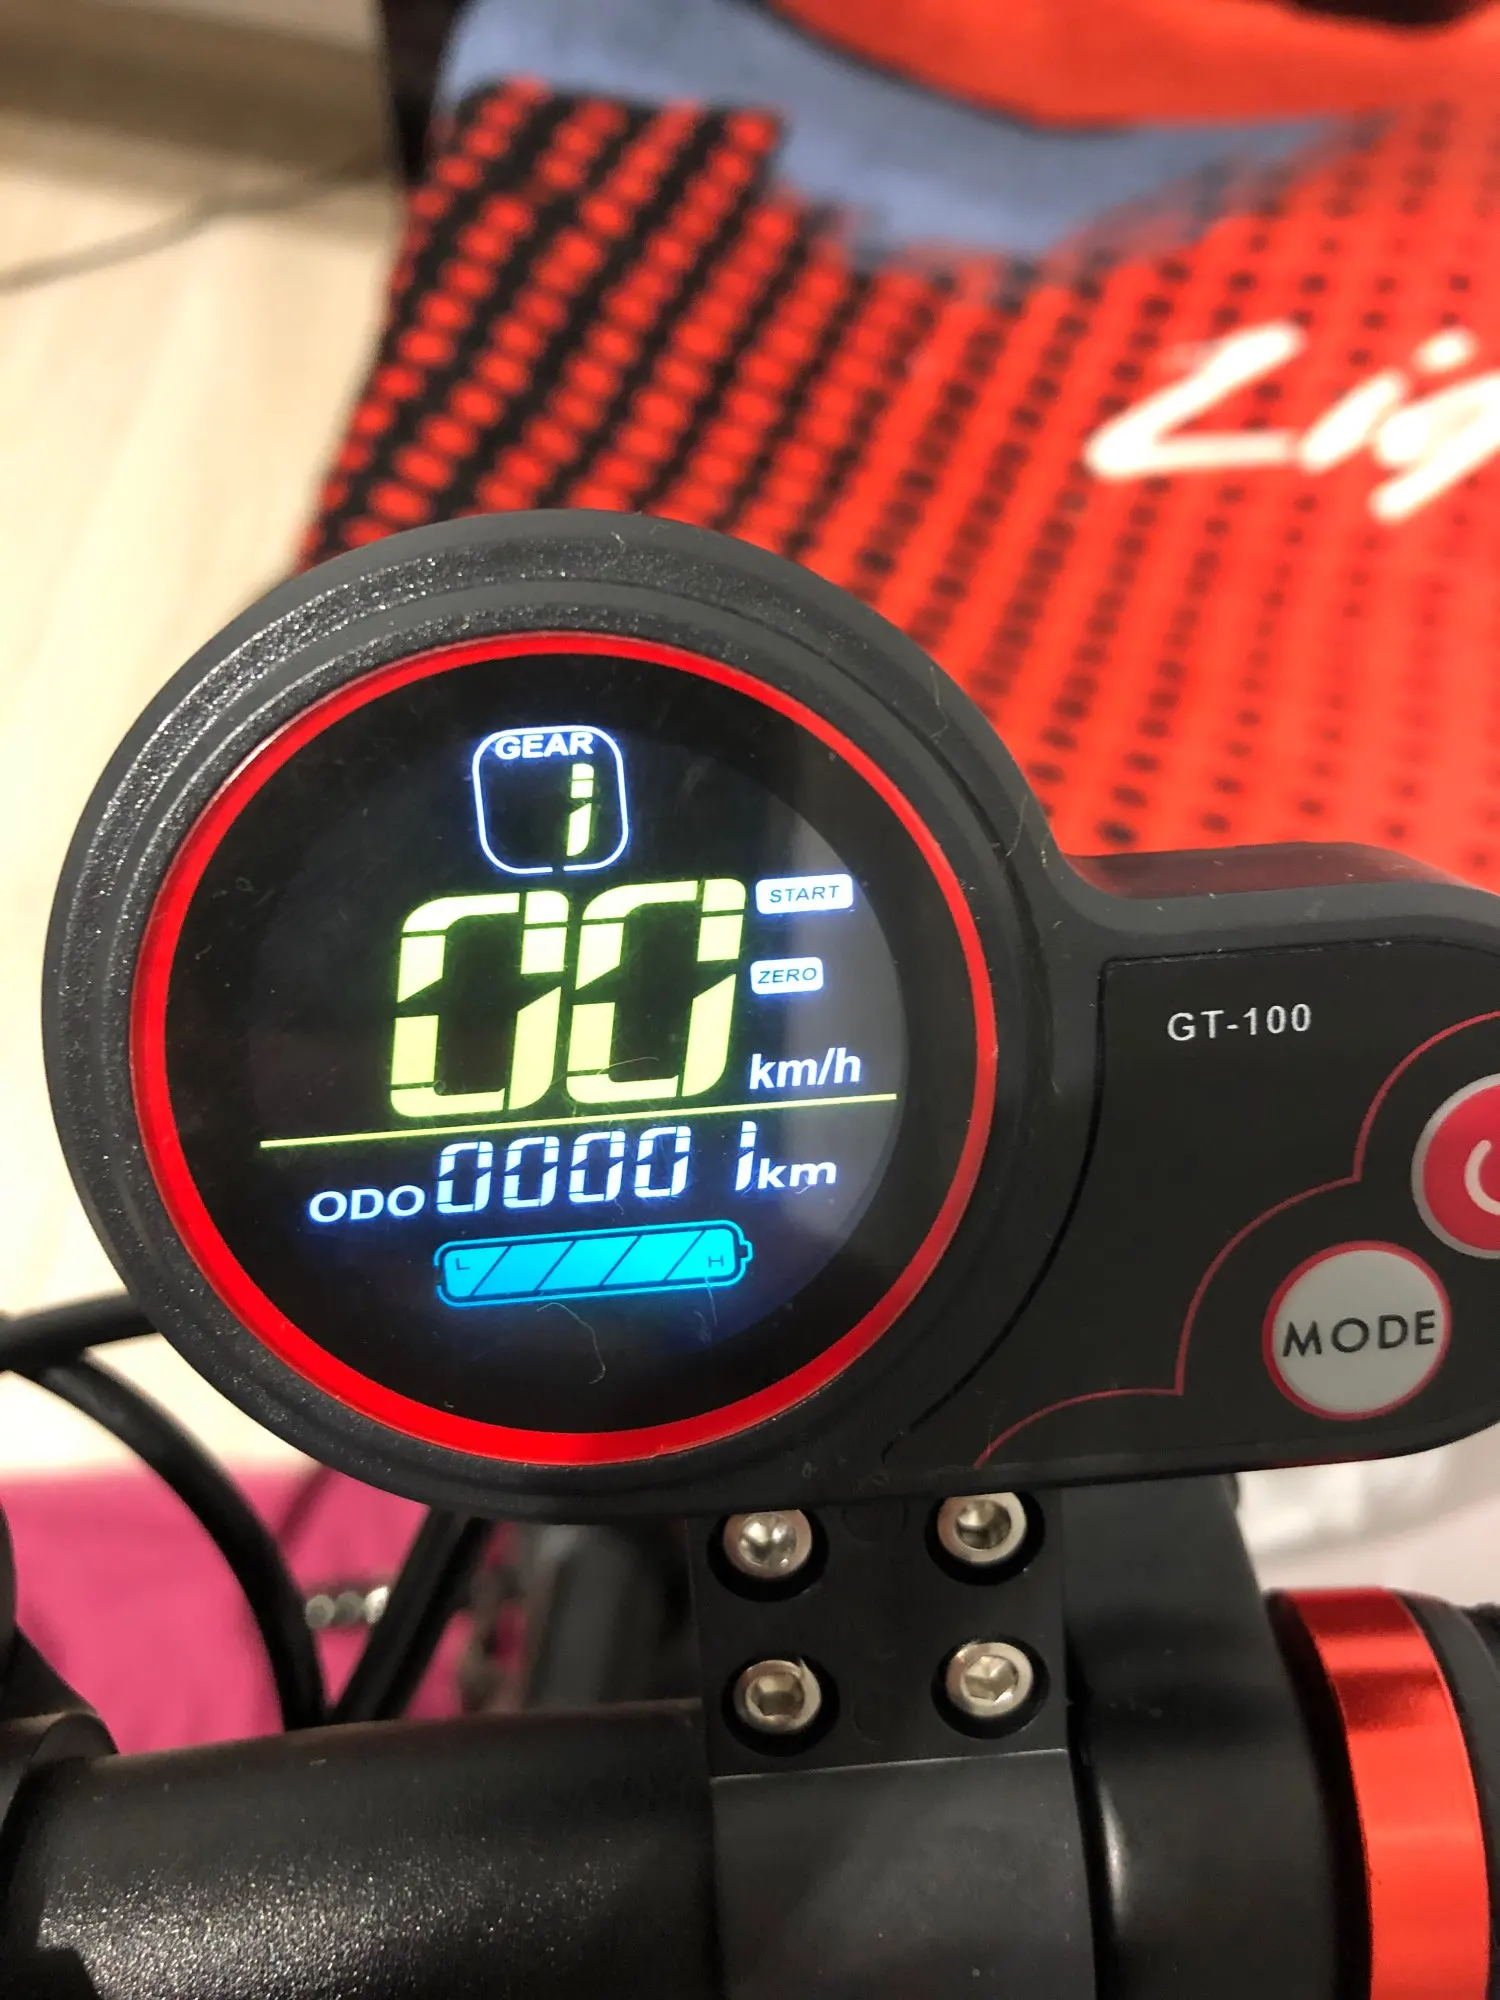 GEAR
1
00
START
ZERO
km/h
ODO 00001 km
L H
GT-100
MODE